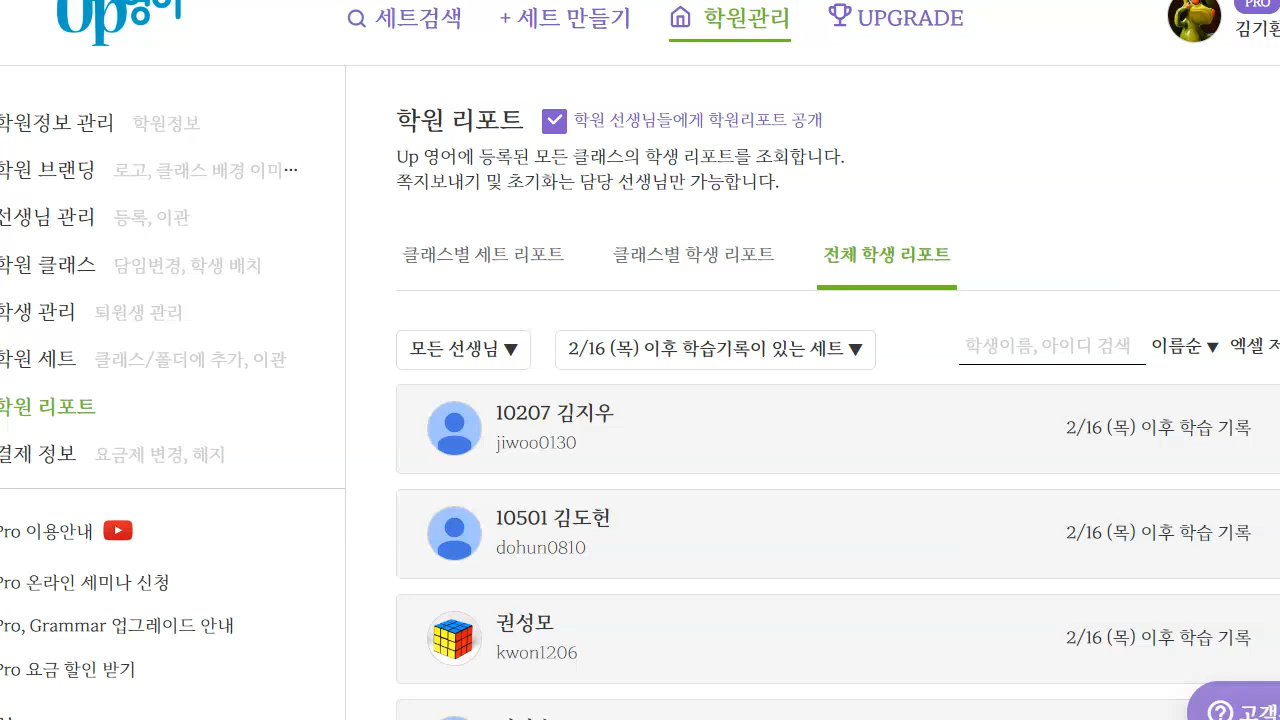 Up영어
세트검색 + 세트 만들기 학원관리 UPGRADE
PRO
김기환
학원정보 관리 학원정보
학원 브랜딩 로고, 클래스 배경 이미···
선생님 관리 등록, 이관
학원 클래스 담임변경, 학생 배치
학생 관리 퇴원생 관리
학원 세트 클래스/폴더에 추가, 이관
학원 리포트
결제 정보 요금제 변경, 해지
Pro 이용안내
Pro 온라인 세미나 신청
Pro, Grammar 업그레이드 안내
Pro 요금 할인 받기
학원 리포트 학원 선생님들에게 학원리포트 공개
Up 영어에 등록된 모든 클래스의 학생 리포트를 조회합니다.
쪽지보내기 및 초기화는 담당 선생님만 가능합니다.
클래스별 세트 리포트 클래스별 학생 리포트 전체 학생 리포트
모든 선생님▼ 2/16 (목) 이후 학습기록이 있는 세트▼ 학생이름, 아이디 검색 이름순▼ 엑셀
10207 김지우
jiwoo0130
2/16 (목) 이후 학습 기록
10501 김도헌
dohun0810
2/16 (목) 이후 학습 기록
권성모
kwon1206
2/16 (목) 이후 학습 기록
고객